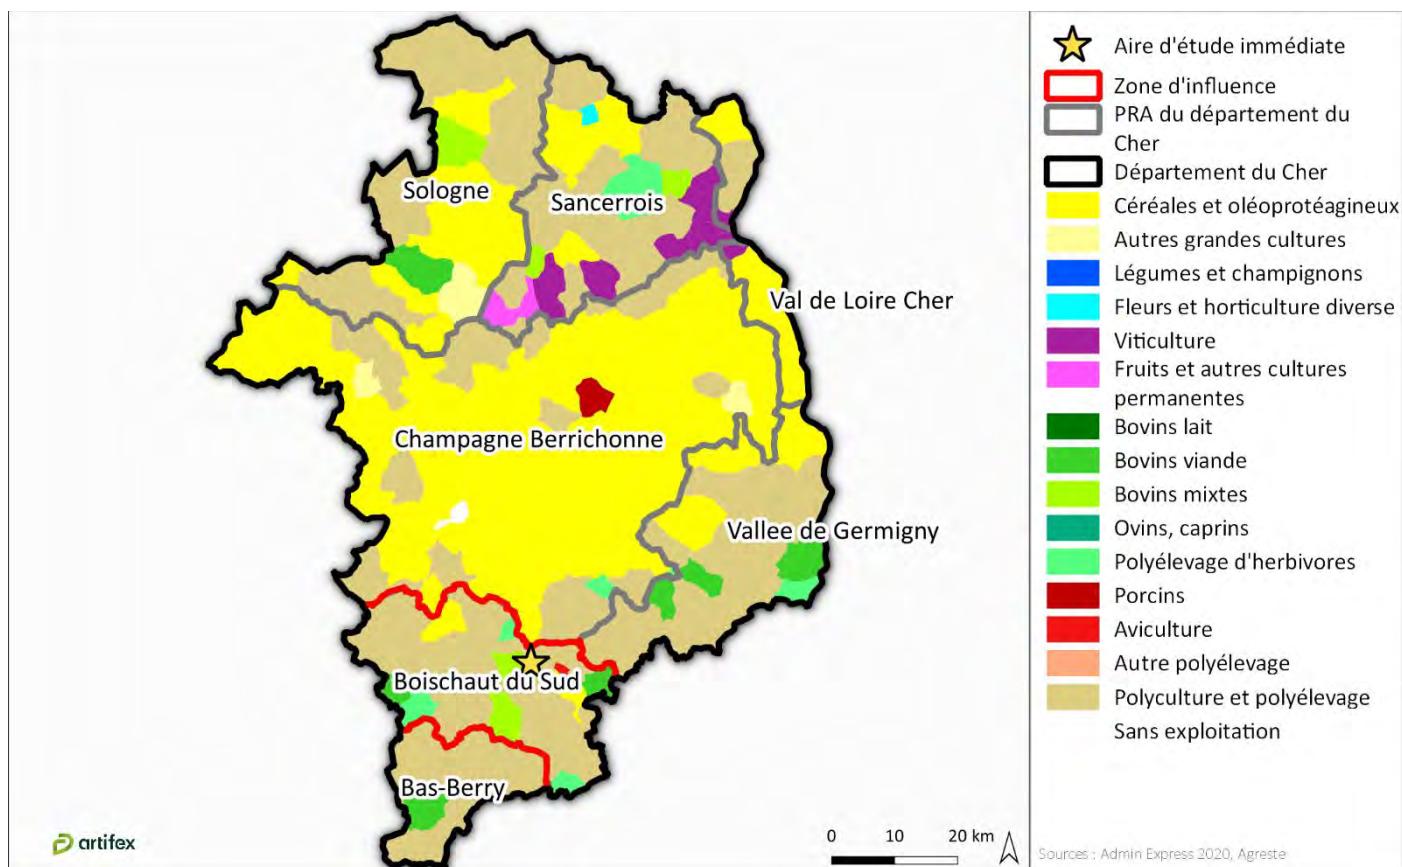 Sologne
Sancerrois
Val de Loire Cher
Champagne Berrichonne
Vallee de Germigny
Boischaut du Sud
Bas-Berry
artifex
0 10 20 km
Aire d'étude immédiate
Zone d'influence
PRA du département du
Cher
Département du Cher
Céréales et oléoprotéagineux
Autres grandes cultures
Légumes et champignons
Fleurs et horticulture diverse
Viticulture
Fruits et autres cultures
permanentes
Bovins lait
Bovins viande
Bovins mixtes
Ovins, caprins
Polyélevage d'herbivores
Porcins
Aviculture
Autre polyélevage
Polyculture et polyélevage
Sans exploitation
Sources : Admin Express 2020, Agreste